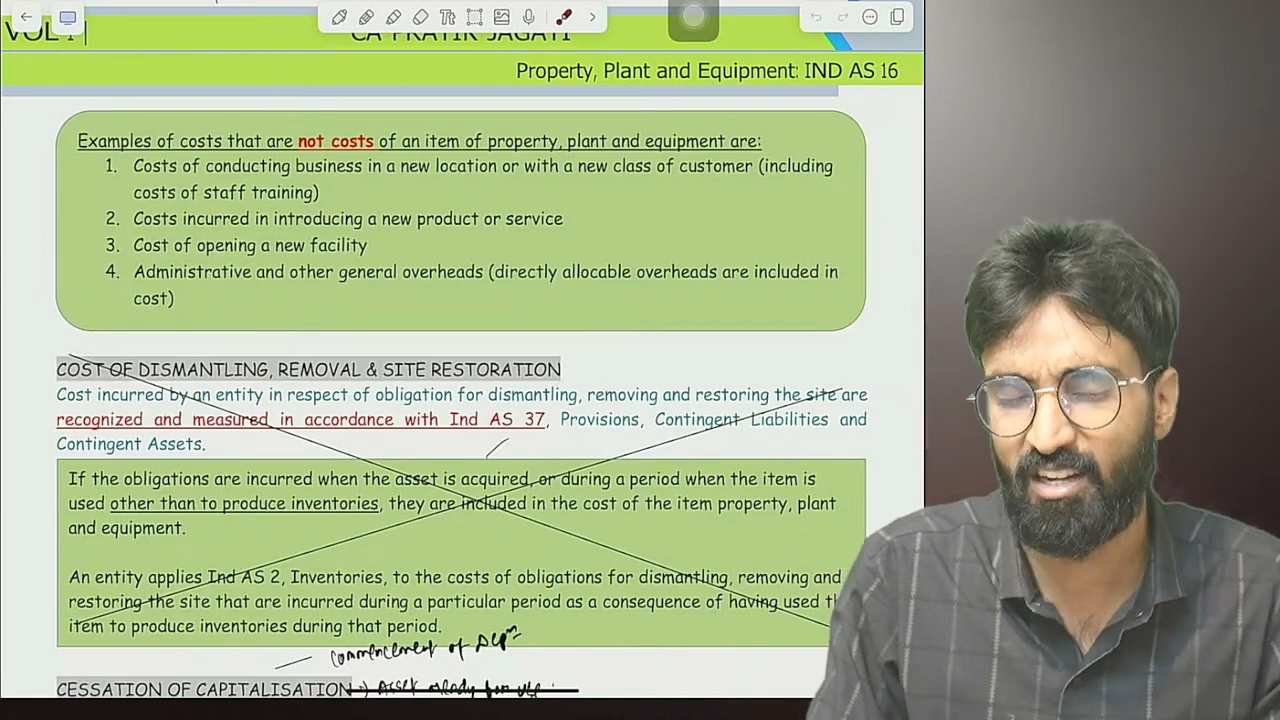 VOL I
CA PRATIK JAGATI
Property, Plant and Equipment: IND AS 16
Examples of costs that are not costs of an item of property, plant and equipment are:
1. Costs of conducting business in a new location or with a new class of customer (including
costs of staff training)
2. Costs incurred in introducing a new product or service
3. Cost of opening a new facility
4. Administrative and other general overheads (directly allocable overheads are included in
cost)
COST OF DISMANTLING, REMOVAL & SITE RESTORATION
Cost incurred by an entity in respect of obligation for dismantling, removing and restoring the site are
recognized and measured in accordance with Ind AS 37, Provisions, Contingent Liabilities and
Contingent Assets.
If the obligations are incurred when the asset is acquired, or during a period when the item is
used other than to produce inventories, they are included in the cost of the item property, plant
and equipment.
An entity applies Ind AS 2, Inventories, to the costs of obligations for dismantling, removing and
restoring the site that are incurred during a particular period as a consequence of having used
item to produce inventories during that period.
commencement of Depn
CESSATION OF CAPITALISATION Asset ready for use